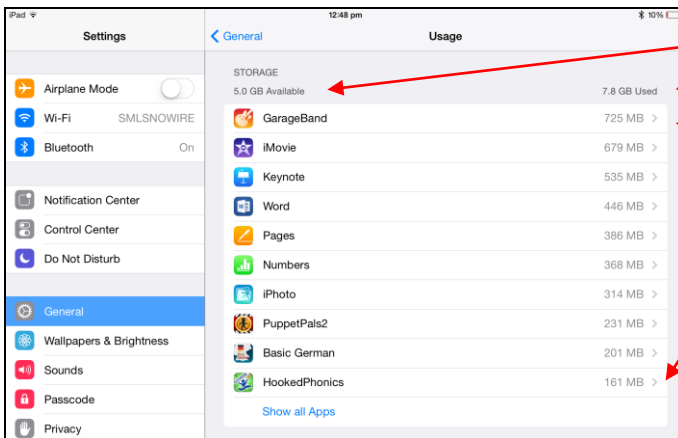 iPad 12:48 pm 10%
Settings
General Usage
STORAGE
5.0 GB Available 7.8 GB Used
Airplane Mode
Wi-Fi SMLSNOWIRE
Bluetooth On
Notification Center
Control Center
Do Not Disturb
General
Wallpapers & Brightness
Sounds
Passcode
Privacy
GarageBand 725 MB
iMovie 679 MB
Keynote 535 MB
Word 446 MB
Pages 386 MB
Numbers 368 MB
iPhoto 314 MB
PuppetPals2 231 MB
Basic German 201 MB
HookedPhonics 161 MB
Show all Apps